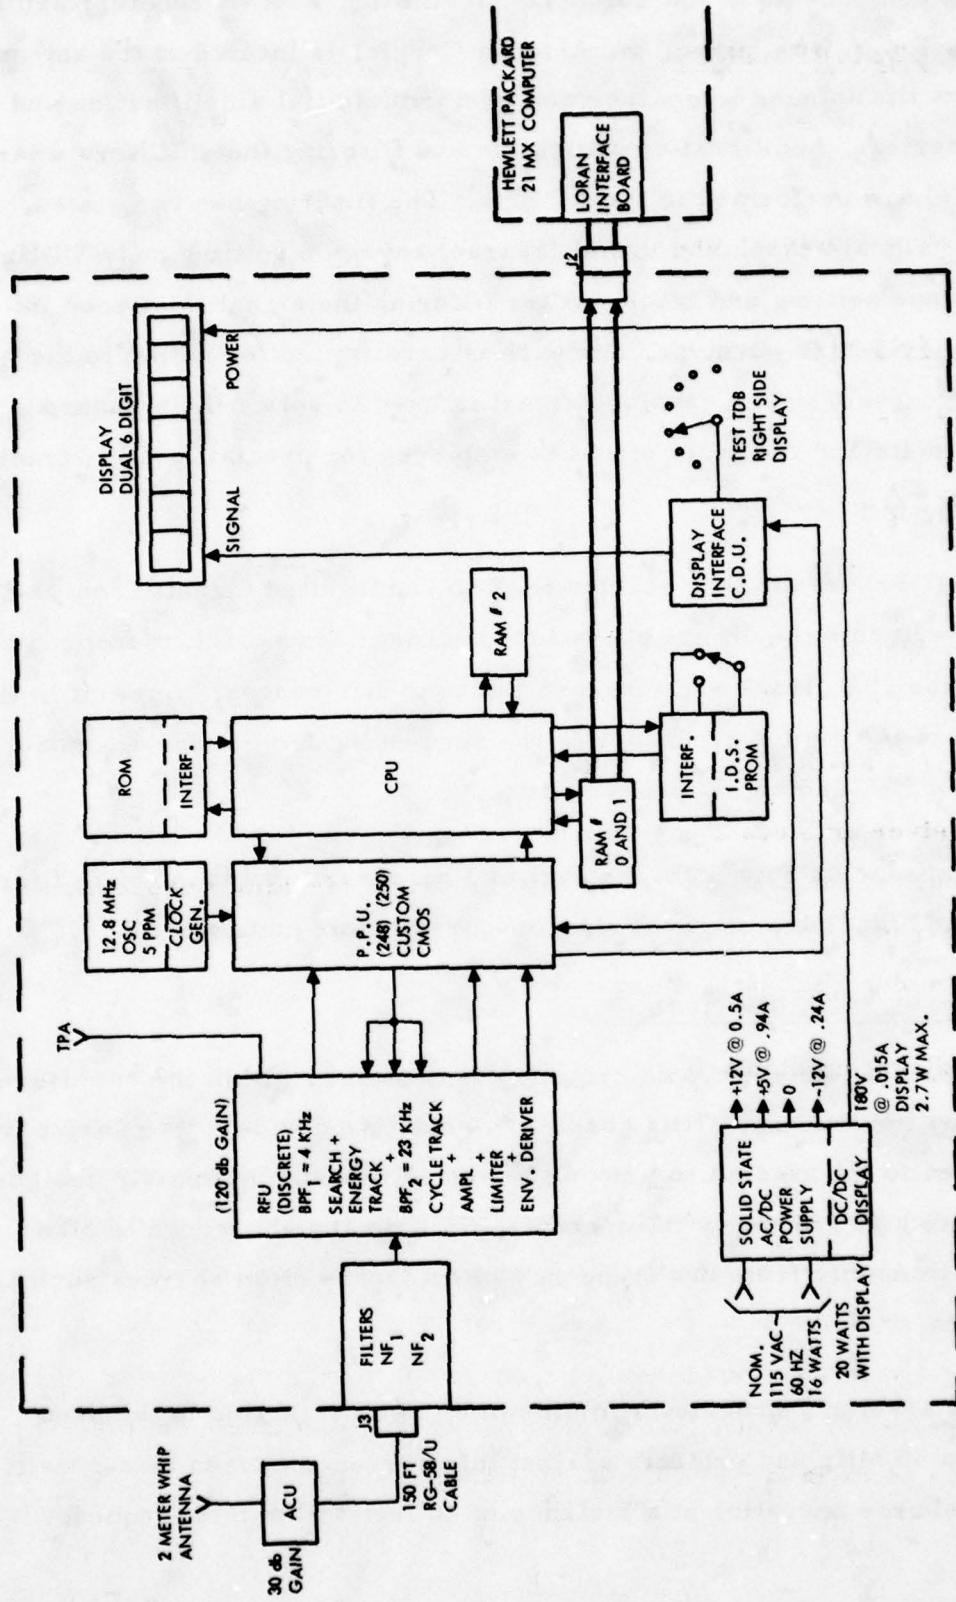 2 METER WHIP
ANTENNA
ACU
30 db
GAIN
150 FT
RG-58/U
CABLE
J3
FILTERS
NF1
NF2
(120 db GAIN)
RFU
(DISCRETE)
BPF1 = 4 KHz
SEARCH +
ENERGY
TRACK +
BPF2 = 23 KHz
CYCLE TRACK
+
AMPL
+
LIMITER
+
ENV. DERIVER
TPA
12.8 MHz
OSC
5 PPM
CLOCK
GEN.
P.P.U.
(248) (250)
CUSTOM
CMOS
ROM
INTERF.
CPU
RAM # 2
RAM #
0 AND 1
INTERF.
I.D.S.
PROM
DISPLAY
INTERFACE
C.D.U.
TEST TDB
RIGHT SIDE
DISPLAY
DISPLAY
DUAL 6 DIGIT
SIGNAL
POWER
J2
HEWLETT PACKARD
21 MX COMPUTER
LORAN
INTERFACE
BOARD
NOM.
115 VAC
60 HZ
16 WATTS
20 WATTS
WITH DISPLAY
SOLID STATE
AC/DC
POWER
SUPPLY
DC/DC
DISPLAY
+12V @ 0.5A
+5V @ .94A
0
-12V @ .24A
180V
@ .015A
DISPLAY
2.7W MAX.